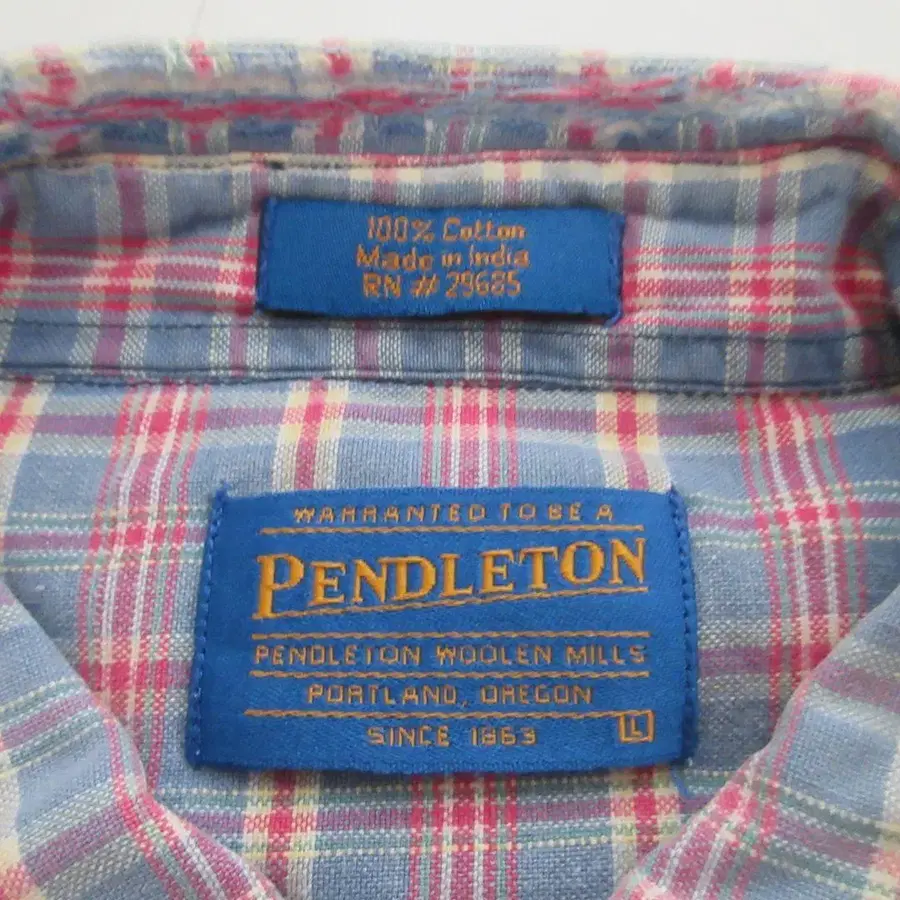 100% Cotton
Made in India
RN # 29685
WARRANTED TO BE A
PENDLETON
PENDLETON WOOLEN MILLS
PORTLAND, OREGON
SINCE 1863
L